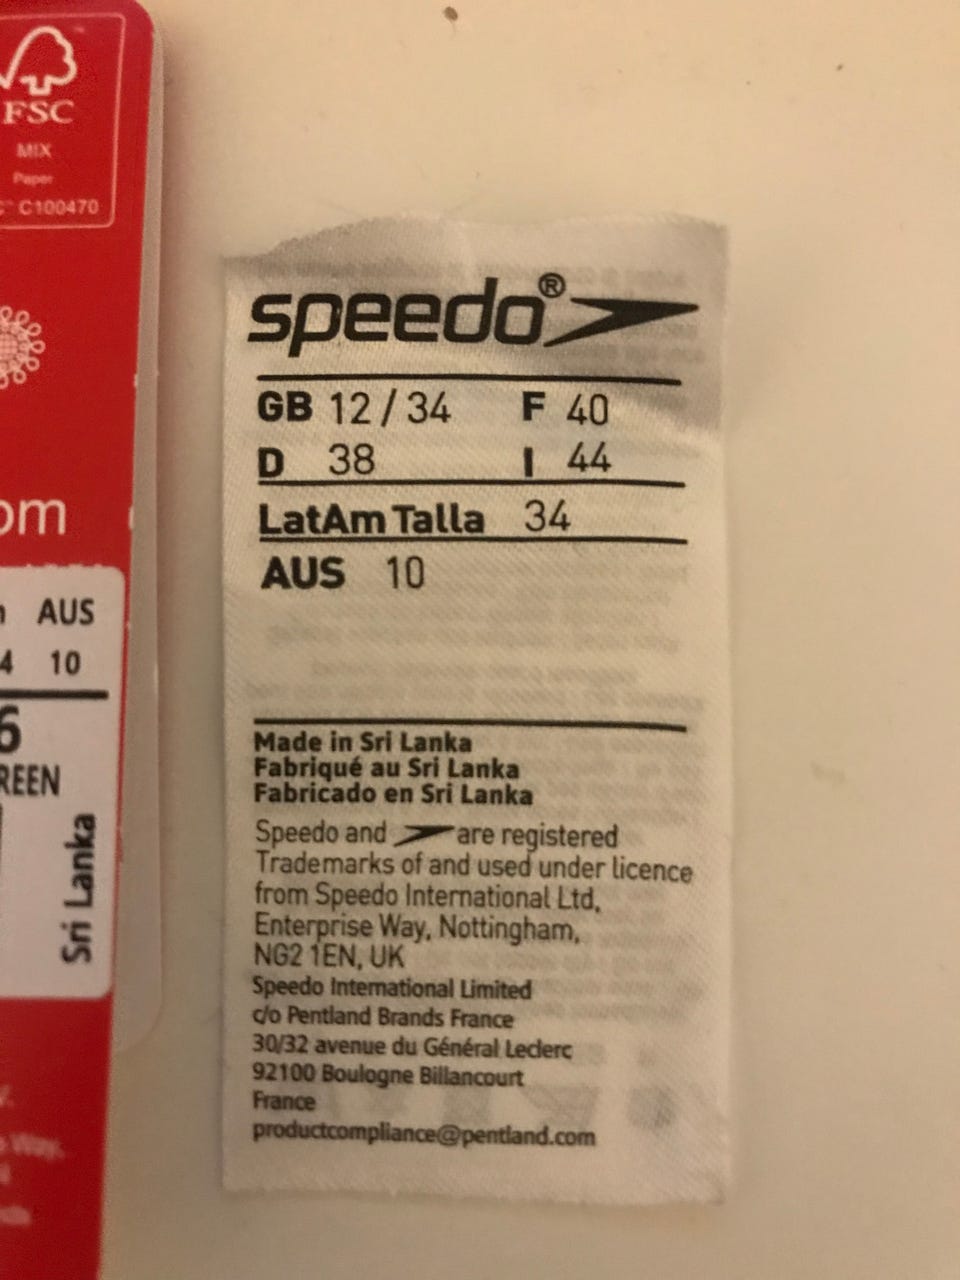 FSC
MIX
Paper
C100470
om
AUS
4 10
6
REEN
Sri Lanka
speedo®
GB 12 / 34 F 40
D 38 I 44
LatAm Talla 34
AUS 10
Made in Sri Lanka
Fabriqué au Sri Lanka
Fabricado en Sri Lanka
Speedo and are registered
Trademarks of and used under licence
from Speedo International Ltd,
Enterprise Way, Nottingham,
NG2 1EN, UK
Speedo International Limited
c/o Pentland Brands France
30/32 avenue du Général Leclerc
92100 Boulogne Billancourt
France
productcompliance@pentland.com